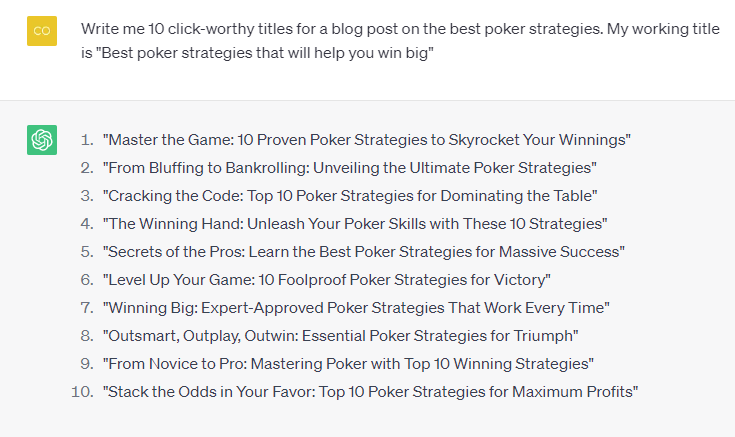 CO
Write me 10 click-worthy titles for a blog post on the best poker strategies. My working title
is "Best poker strategies that will help you win big"
1. "Master the Game: 10 Proven Poker Strategies to Skyrocket Your Winnings"
2. "From Bluffing to Bankrolling: Unveiling the Ultimate Poker Strategies"
3. "Cracking the Code: Top 10 Poker Strategies for Dominating the Table"
4. "The Winning Hand: Unleash Your Poker Skills with These 10 Strategies"
5. "Secrets of the Pros: Learn the Best Poker Strategies for Massive Success"
6. "Level Up Your Game: 10 Foolproof Poker Strategies for Victory"
7. "Winning Big: Expert-Approved Poker Strategies That Work Every Time"
8. "Outsmart, Outplay, Outwin: Essential Poker Strategies for Triumph"
9. "From Novice to Pro: Mastering Poker with Top 10 Winning Strategies"
10. "Stack the Odds in Your Favor: Top 10 Poker Strategies for Maximum Profits"